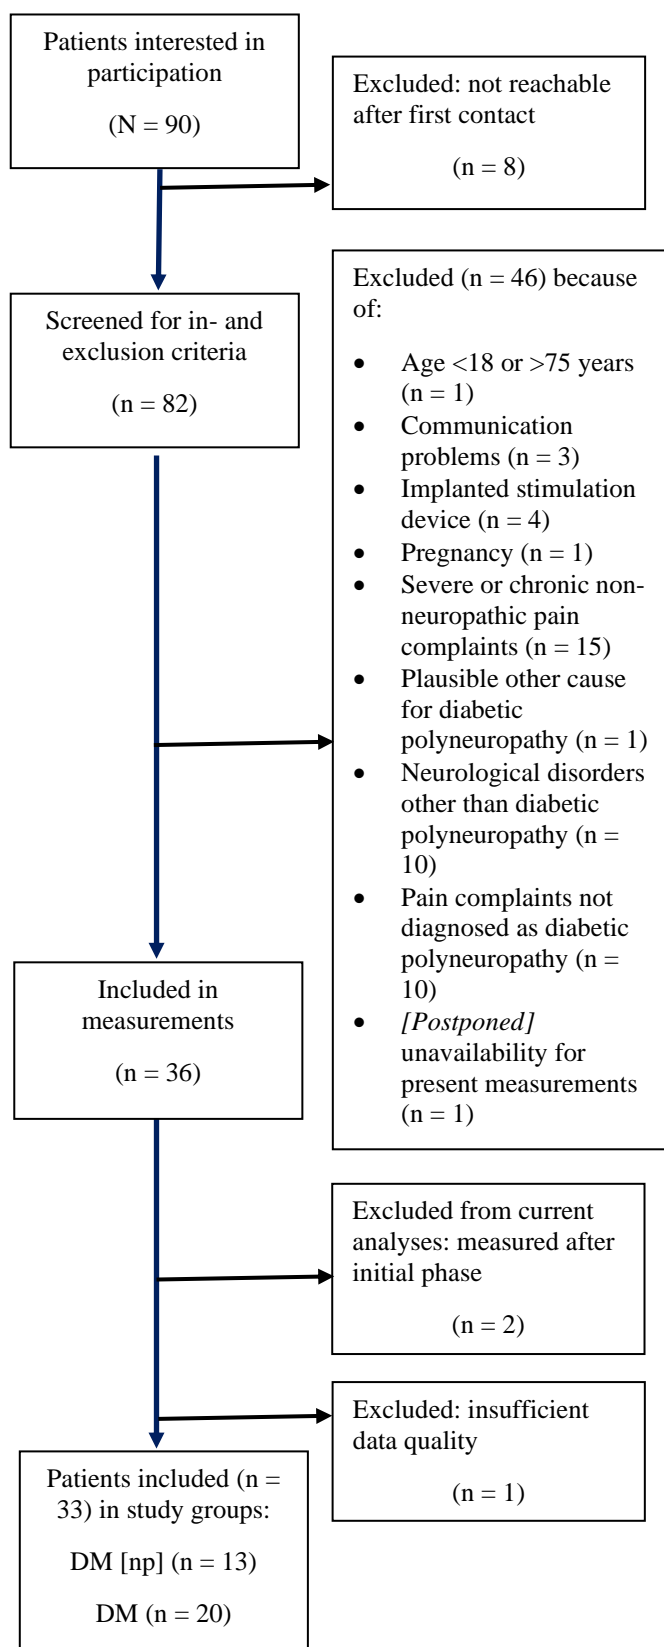 Patients interested in
participation
(N = 90)
Excluded: not reachable
after first contact
(n = 8)
Screened for in- and
exclusion criteria
(n = 82)
Excluded (n = 46) because
of:
• Age <18 or >75 years
(n = 1)
• Communication
problems (n = 3)
• Implanted stimulation
device (n = 4)
• Pregnancy (n = 1)
• Severe or chronic non-
neuropathic pain
complaints (n = 15)
• Plausible other cause
for diabetic
polyneuropathy (n = 1)
• Neurological disorders
other than diabetic
polyneuropathy (n =
10)
• Pain complaints not
diagnosed as diabetic
polyneuropathy (n =
10)
• [Postponed]
unavailability for
present measurements
(n = 1)
Included in
measurements
(n = 36)
Excluded from current
analyses: measured after
initial phase
(n = 2)
Excluded: insufficient
data quality
(n = 1)
Patients included (n =
33) in study groups:
DM [np] (n = 13)
DM (n = 20)